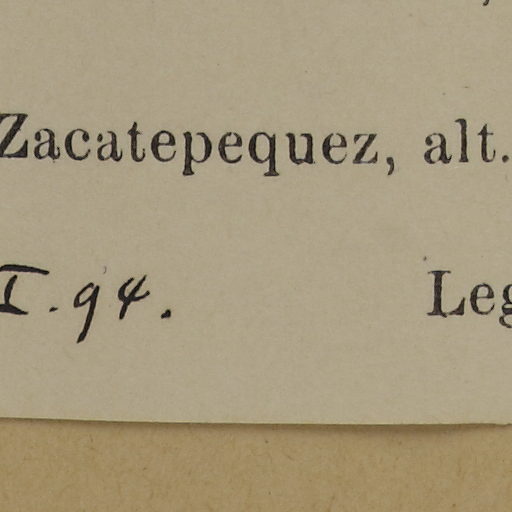 Zacatepequez, alt.
I. 94. Leg